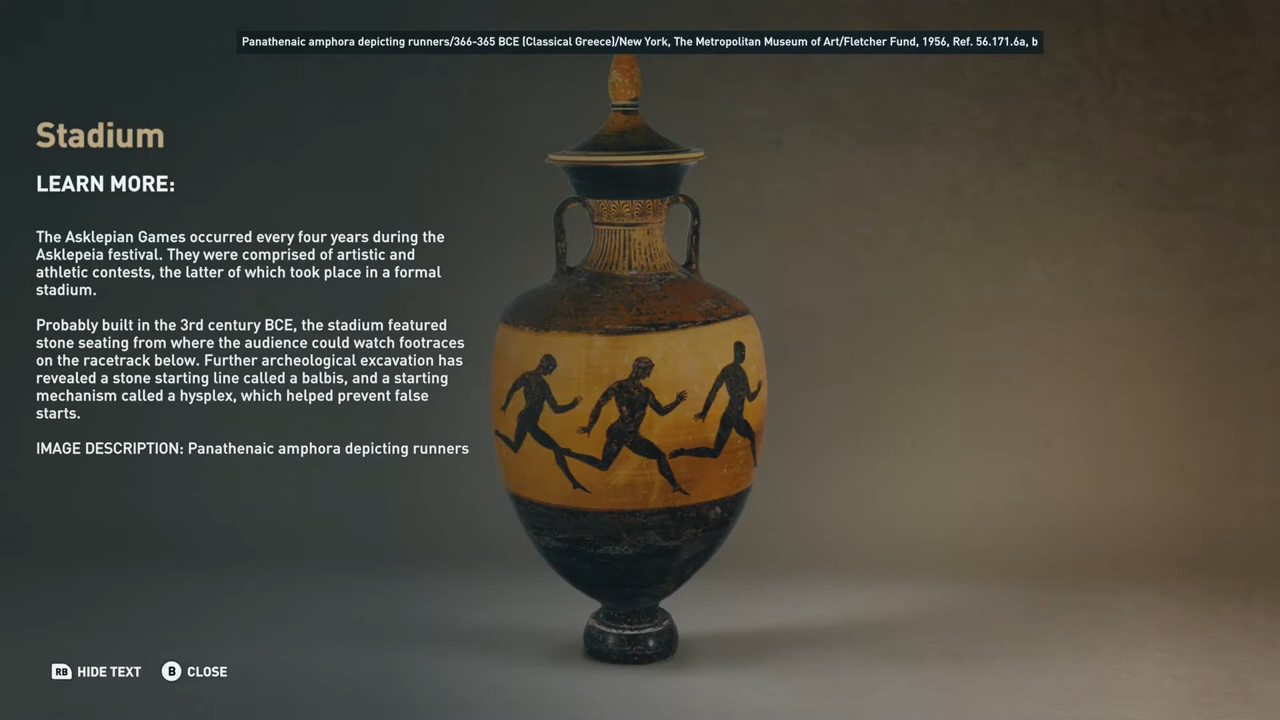 Panathenaic amphora depicting runners/366-365 BCE (Classical Greece)/New York, The Metropolitan Museum of Art/Fletcher Fund, 1956, Ref. 56.171.6a, b
Stadium
LEARN MORE:
The Asklepian Games occurred every four years during the
Asklepeia festival. They were comprised of artistic and
athletic contests, the latter of which took place in a formal
stadium.
Probably built in the 3rd century BCE, the stadium featured
stone seating from where the audience could watch footraces
on the racetrack below. Further archeological excavation has
revealed a stone starting line called a balbis, and a starting
mechanism called a hysplex, which helped prevent false
starts.
IMAGE DESCRIPTION: Panathenaic amphora depicting runners
RB HIDE TEXT B CLOSE